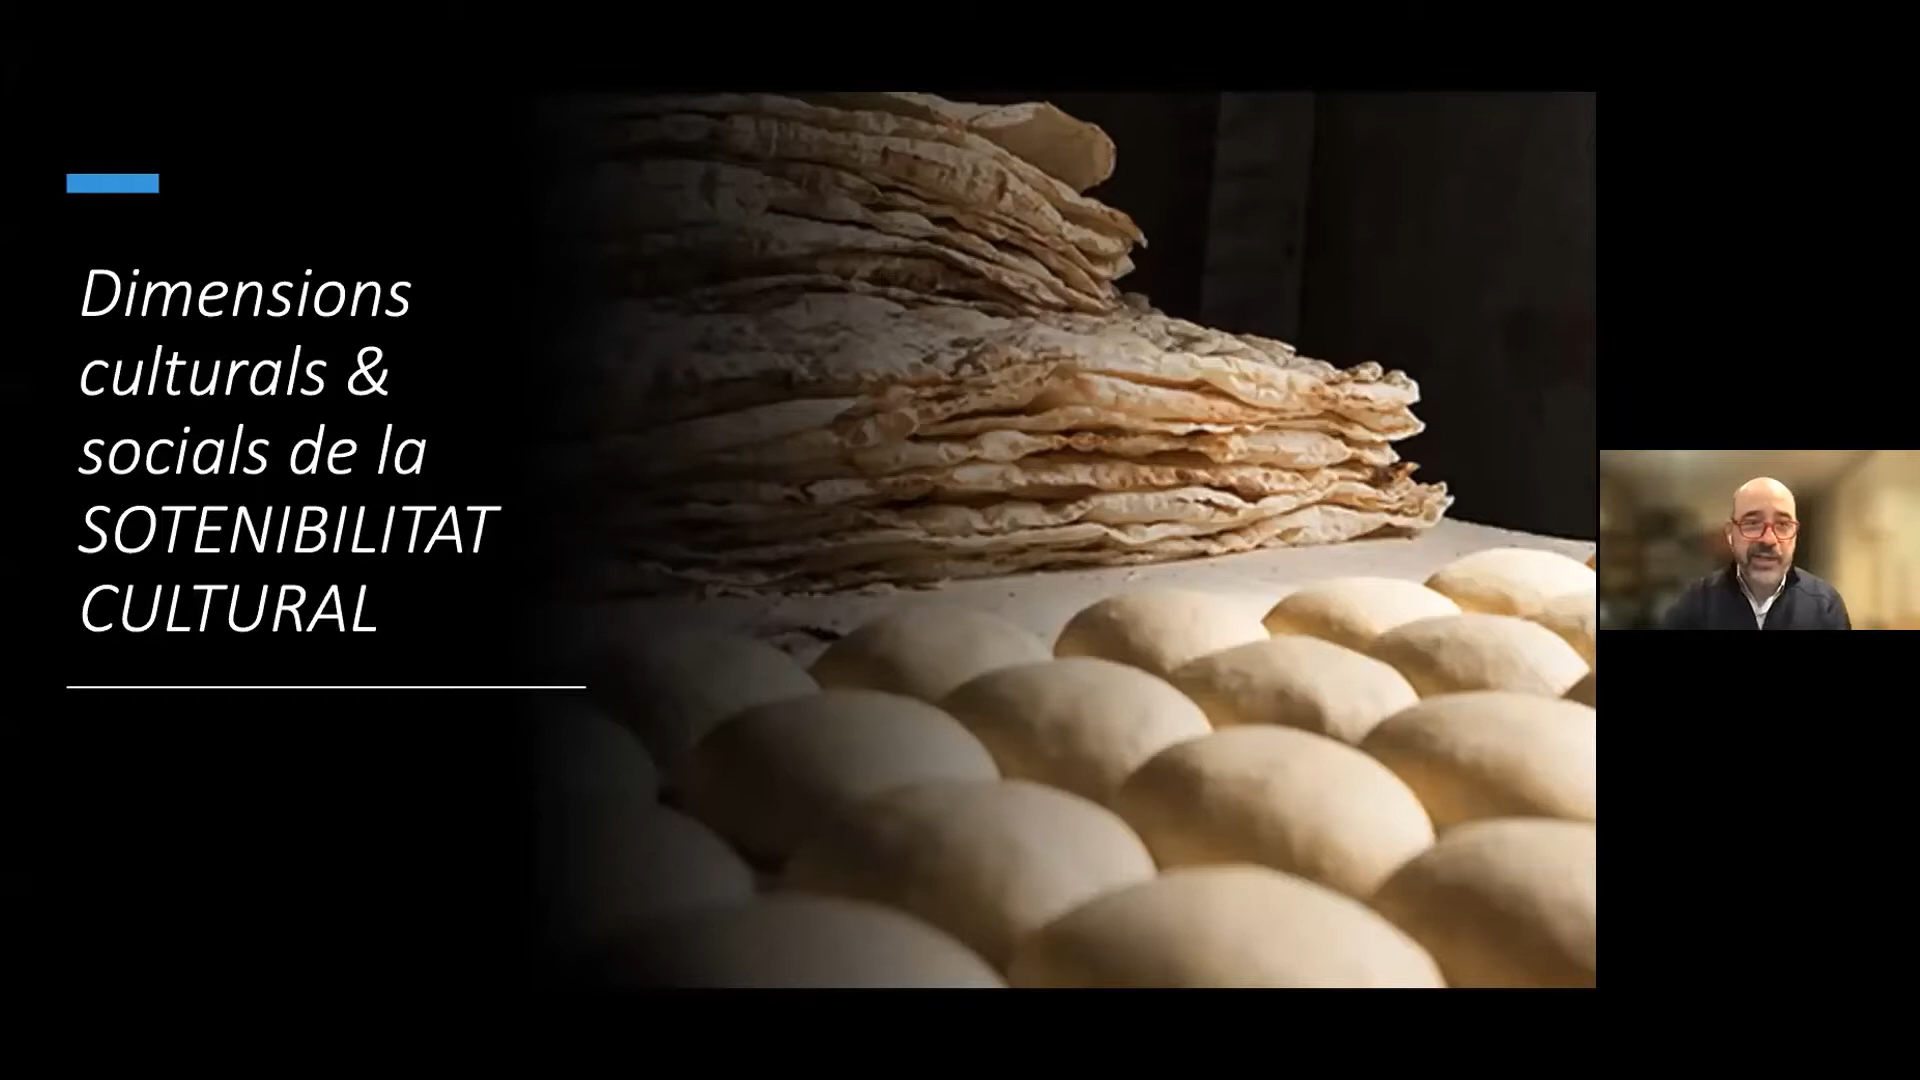 Dimensions
culturals &
socials de la
SOTENIBILITAT
CULTURAL